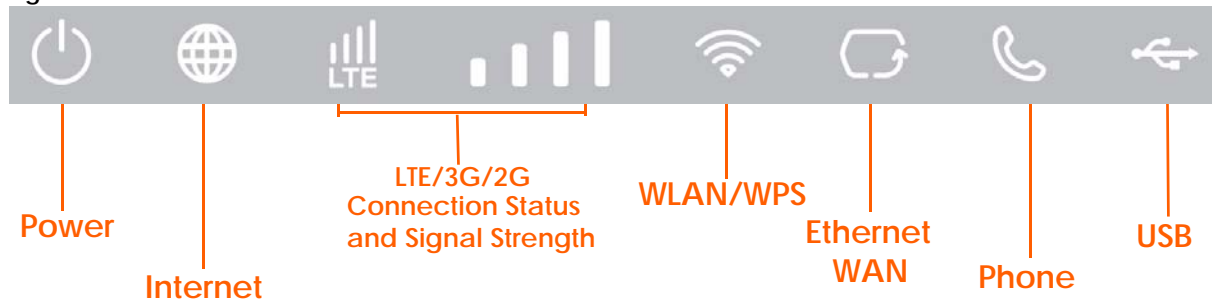 LTE
LTE/3G/2G
Connection Status
and Signal Strength
WLAN/WPS
Power
Ethernet
WAN
USB
Internet
Phone